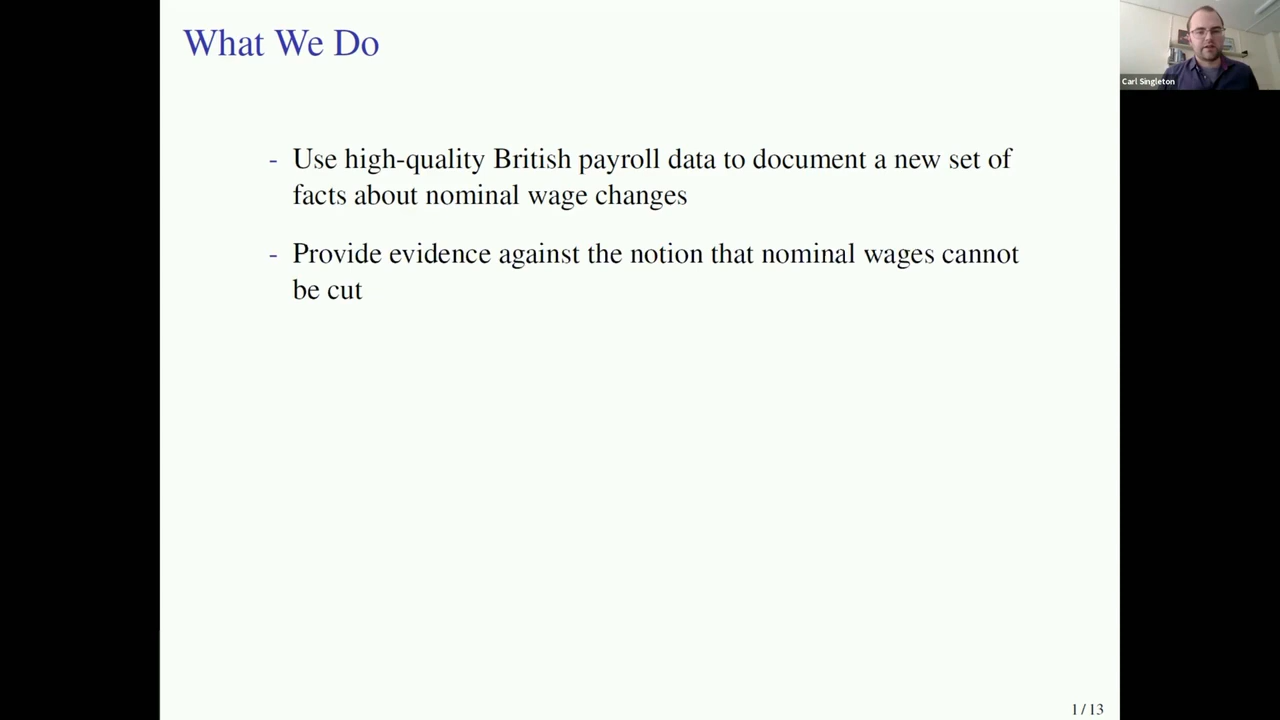 What We Do
Carl Singleton
- Use high-quality British payroll data to document a new set of
facts about nominal wage changes
- Provide evidence against the notion that nominal wages cannot
be cut
1 / 13